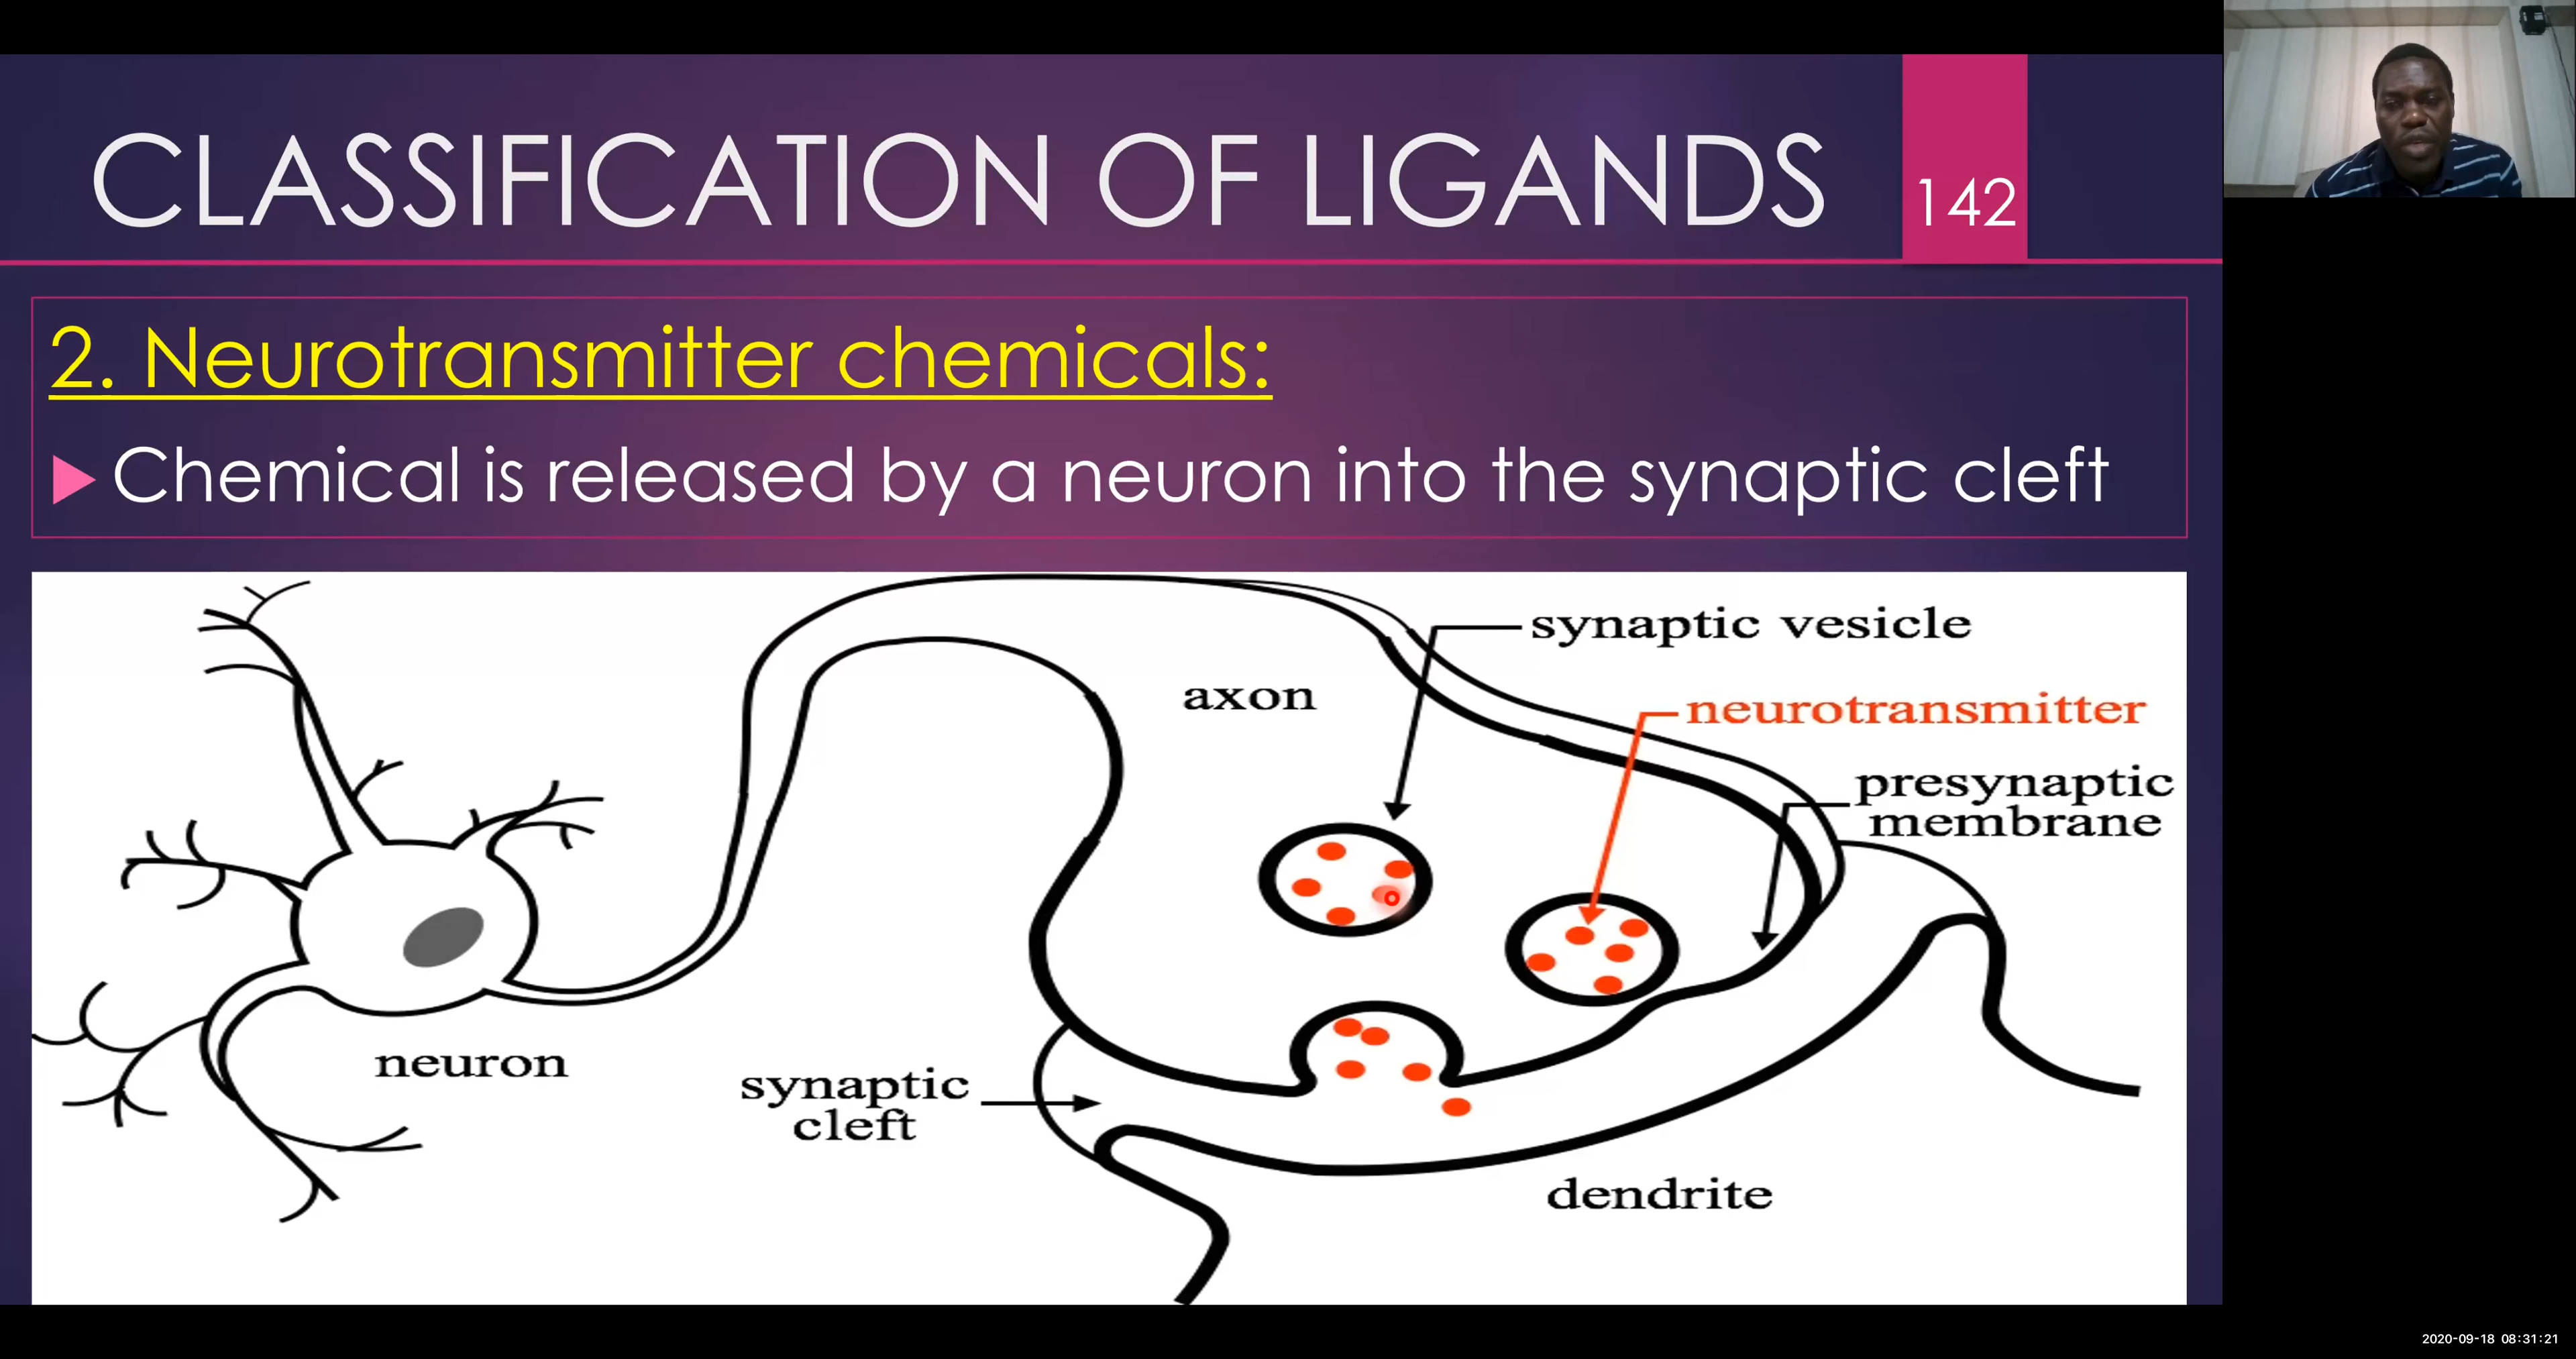 CLASSIFICATION OF LIGANDS
142
2. Neurotransmitter chemicals:
Chemical is released by a neuron into the synaptic cleft
synaptic vesicle
axon
neurotransmitter
presynaptic
membrane
neuron
synaptic
cleft
dendrite
2020-09-18 08:31:21